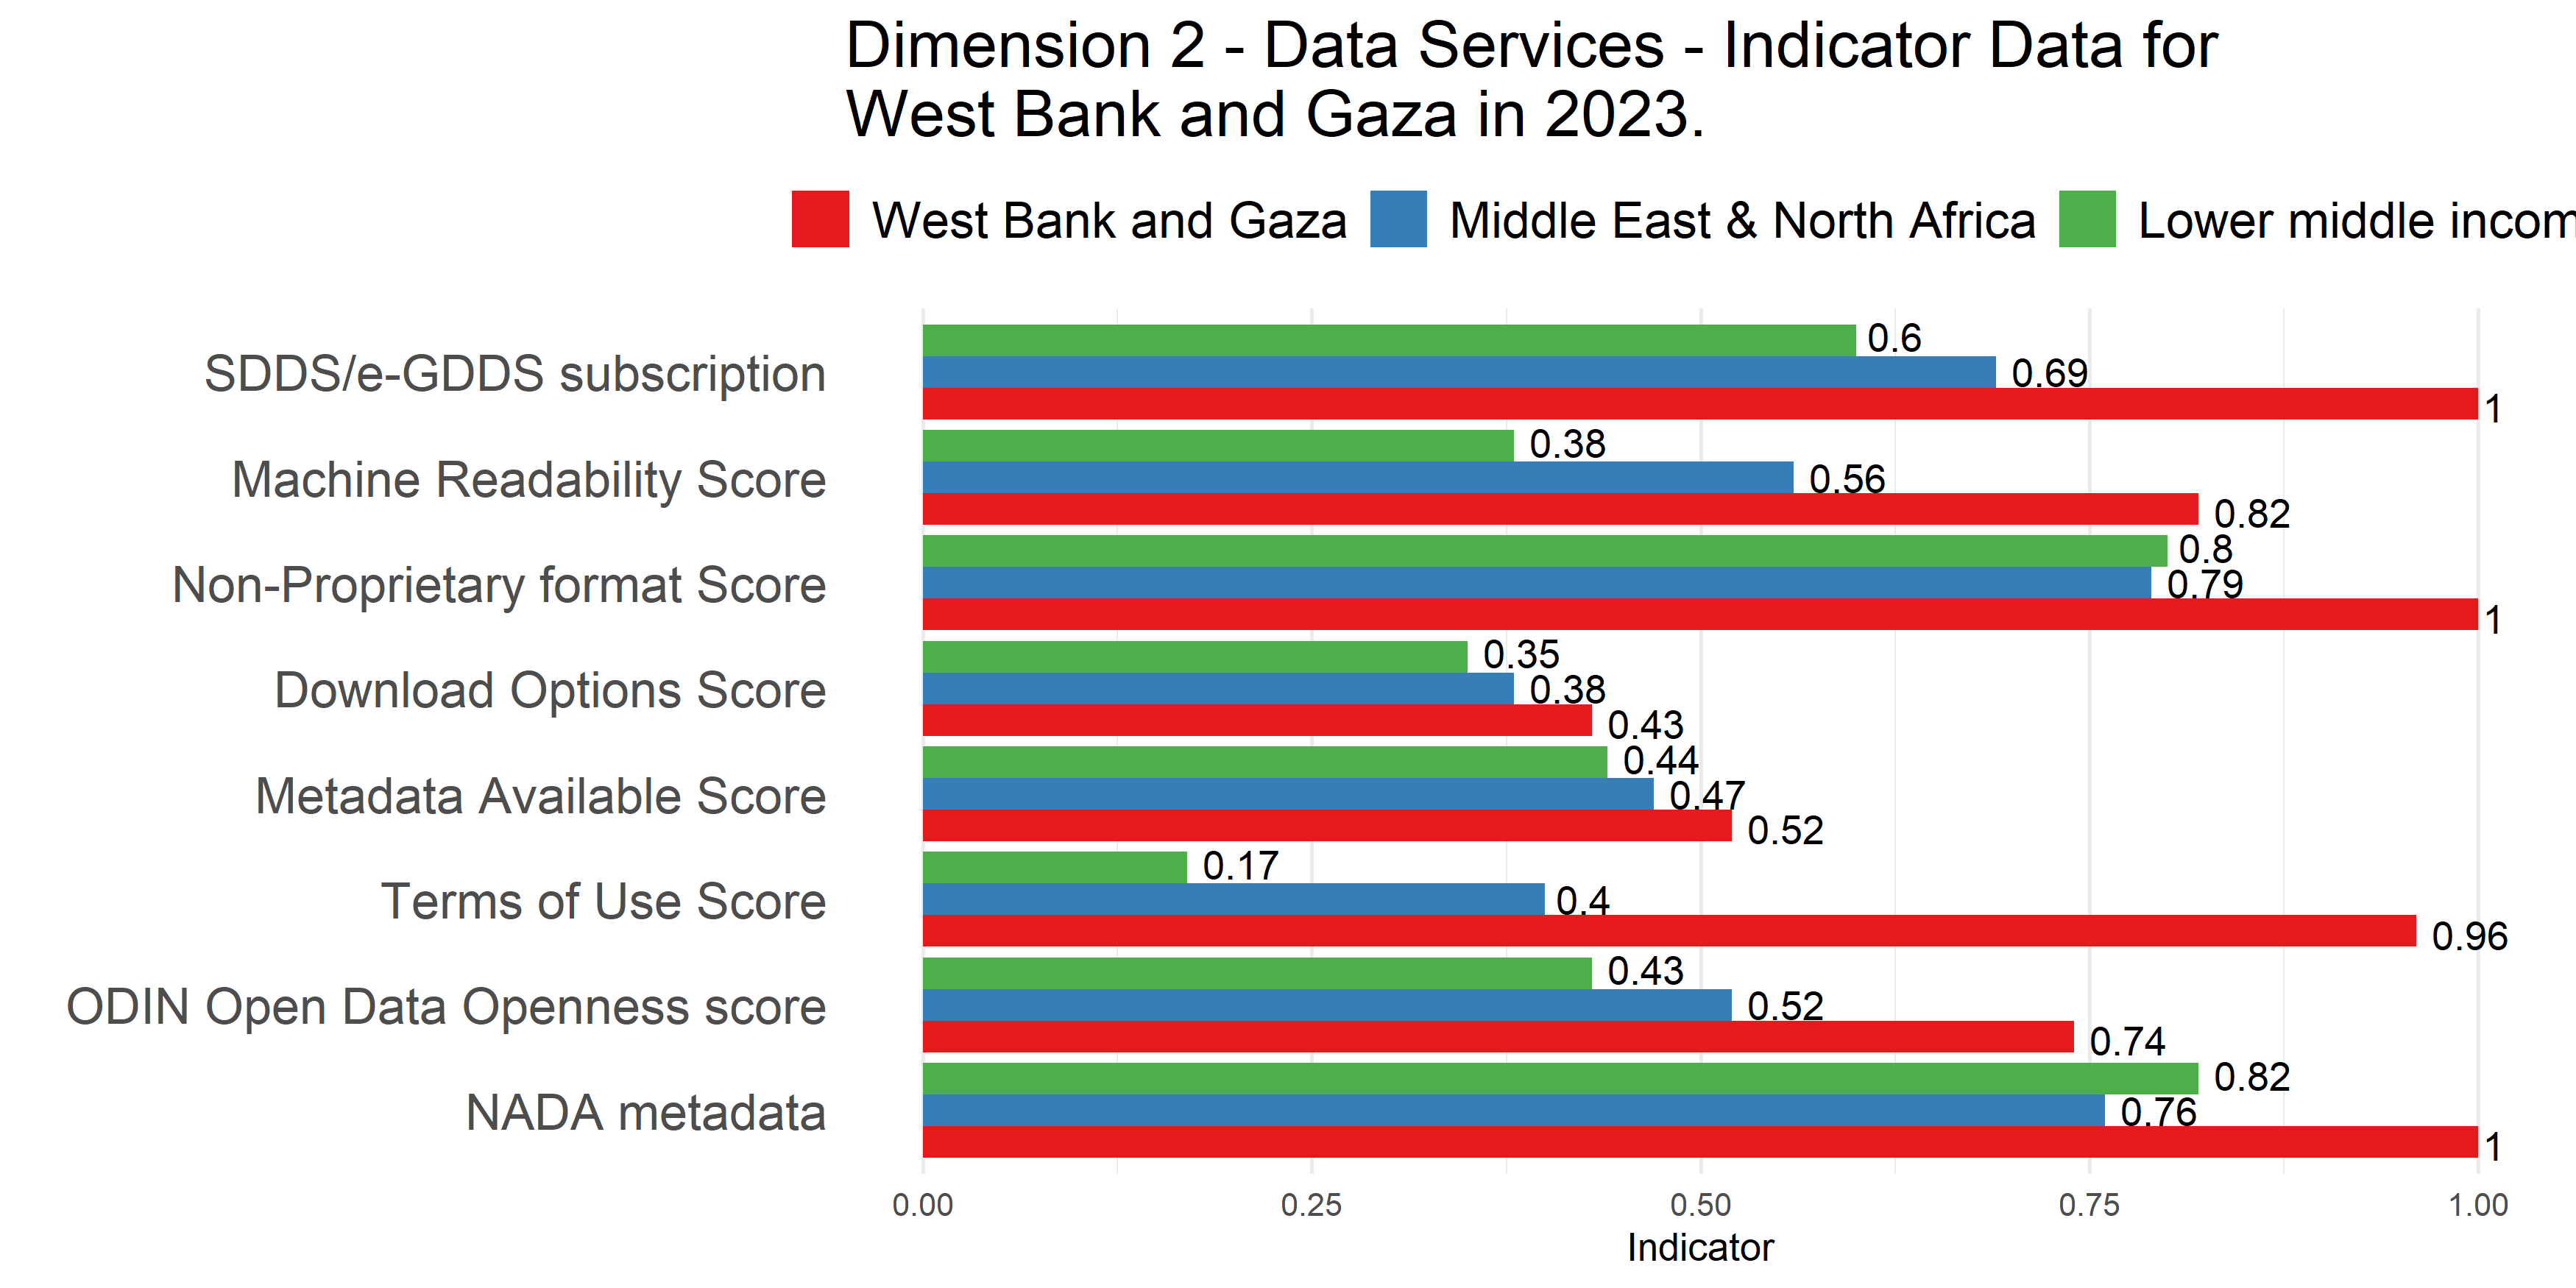 Dimension 2 - Data Services - Indicator Data for
West Bank and Gaza in 2023.
West Bank and Gaza Middle East & North Africa Lower middle incom
SDDS/e-GDDS subscription
0.6
0.69
1
Machine Readability Score
0.38
0.56
0.82
Non-Proprietary format Score
0.8
0.79
1
Download Options Score
0.35
0.38
0.43
Metadata Available Score
0.44
0.47
0.52
Terms of Use Score
0.17
0.4
0.96
ODIN Open Data Openness score
0.43
0.52
0.74
NADA metadata
0.82
0.76
1
0.00 0.25 0.50 0.75 1.00
Indicator